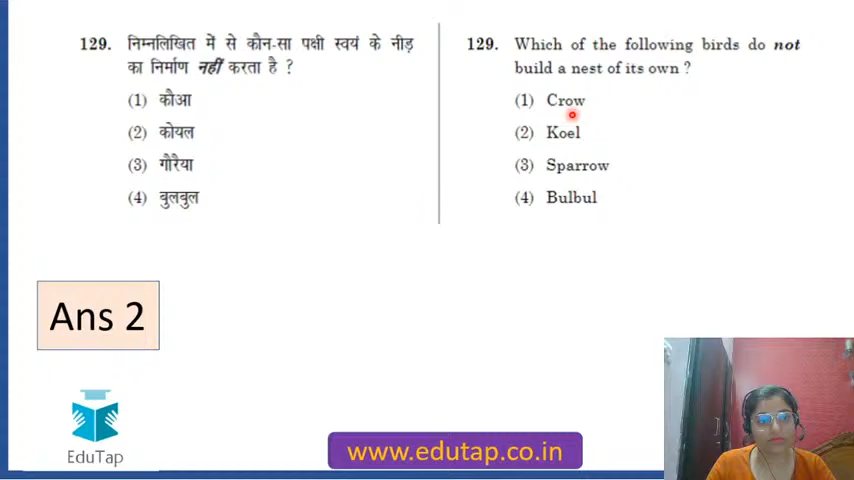 129. निम्नलिखित में से कौन-सा पक्षी स्वयं के नीड़
का निर्माण नहीं करता है ?
(1) कौआ
(2) कोयल
(3) गौरैया
(4) बुलबुल
129. Which of the following birds do not
build a nest of its own ?
(1) Crow
(2) Koel
(3) Sparrow
(4) Bulbul
Ans 2
EduTap
www.edutap.co.in